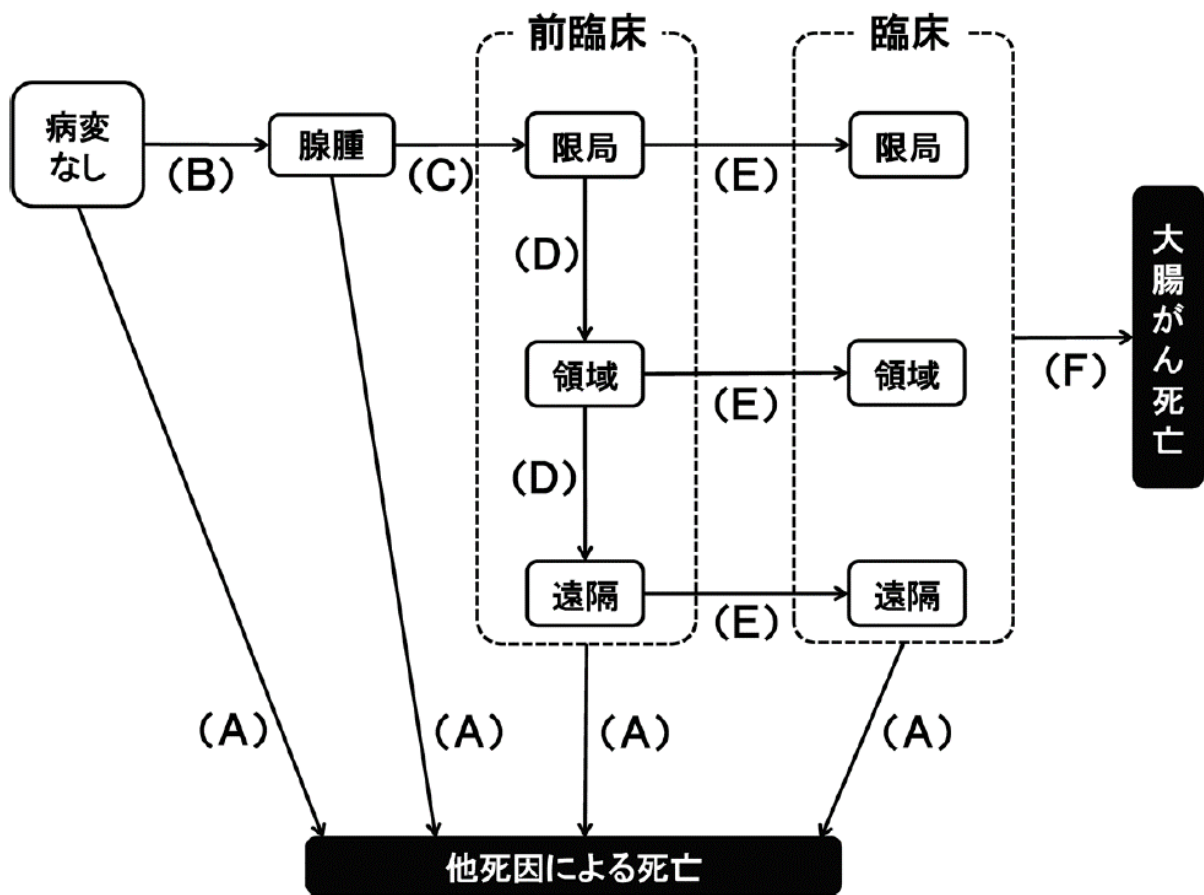 前臨床
臨床
病変
なし
(B)
腺腫
(C)
限局
(E)
限局
(D)
領域
(E)
領域
(F)
大腸がん死亡
(D)
遠隔
(E)
遠隔
(A)
(A)
(A)
(A)
他死因による死亡